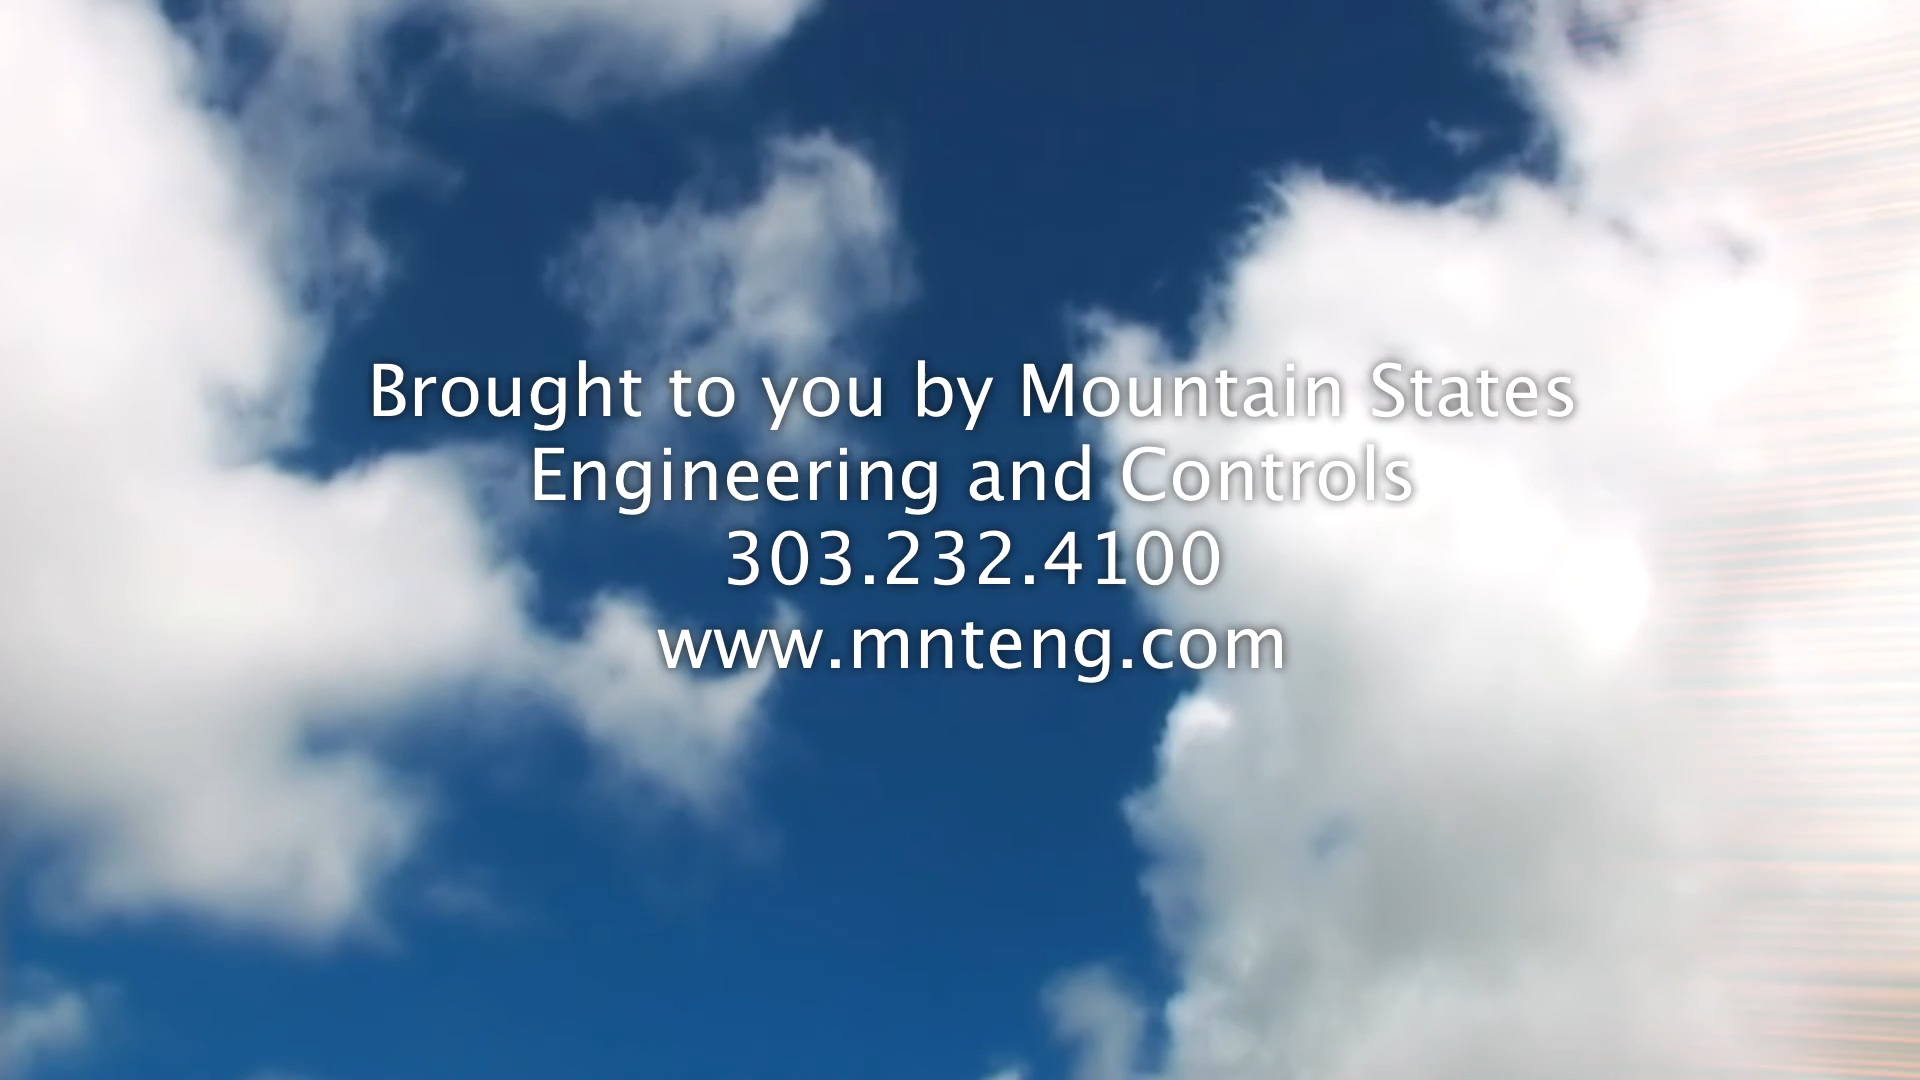 Brought to you by Mountain States
Engineering and Controls
303.232.4100
www.mnteng.com